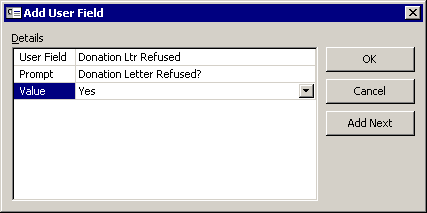 Add User Field
Details
User Field Donation Ltr Refused
Prompt Donation Letter Refused?
Value Yes
OK
Cancel
Add Next